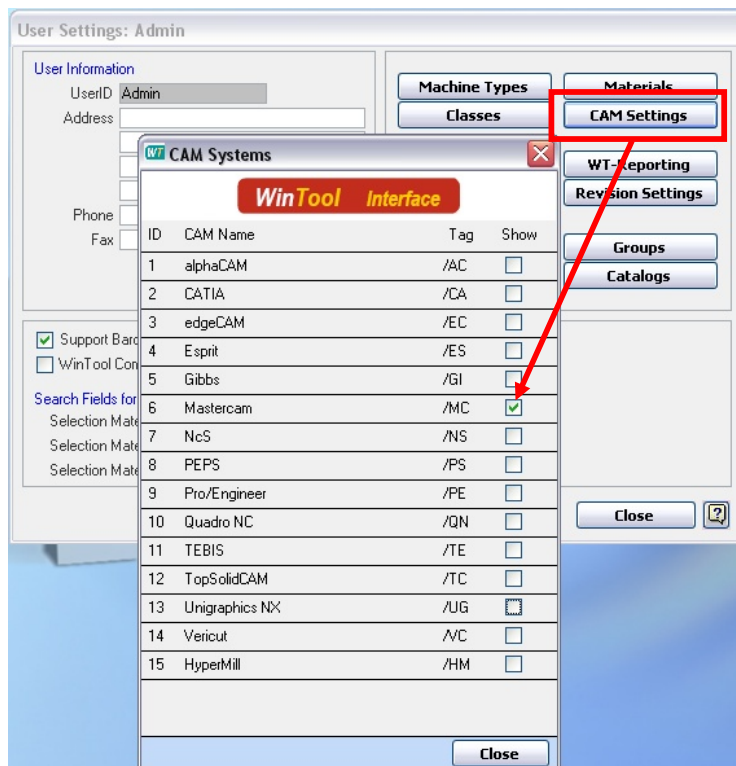 User Settings: Admin
User Information
UserID Admin
Address
Phone
Fax
Machine Types
Materials
Classes
CAM Settings
WT-Reporting
Revision Settings
Groups
Catalogs
Support Barc
WinTool Con
Search Fields for
Selection Mate
Selection Mate
Selection Mate
Close
WT CAM Systems
WinTool Interface
ID CAM Name Tag Show
1 alphaCAM /AC
2 CATIA /CA
3 edgeCAM /EC
4 Esprit /ES
5 Gibbs /GI
6 Mastercam /MC
7 NcS /NS
8 PEPS /PS
9 Pro/Engineer /PE
10 Quadro NC /QN
11 TEBIS /TE
12 TopSolidCAM /TC
13 Unigraphics NX /UG
14 Vericut /VC
15 HyperMill /HM
Close